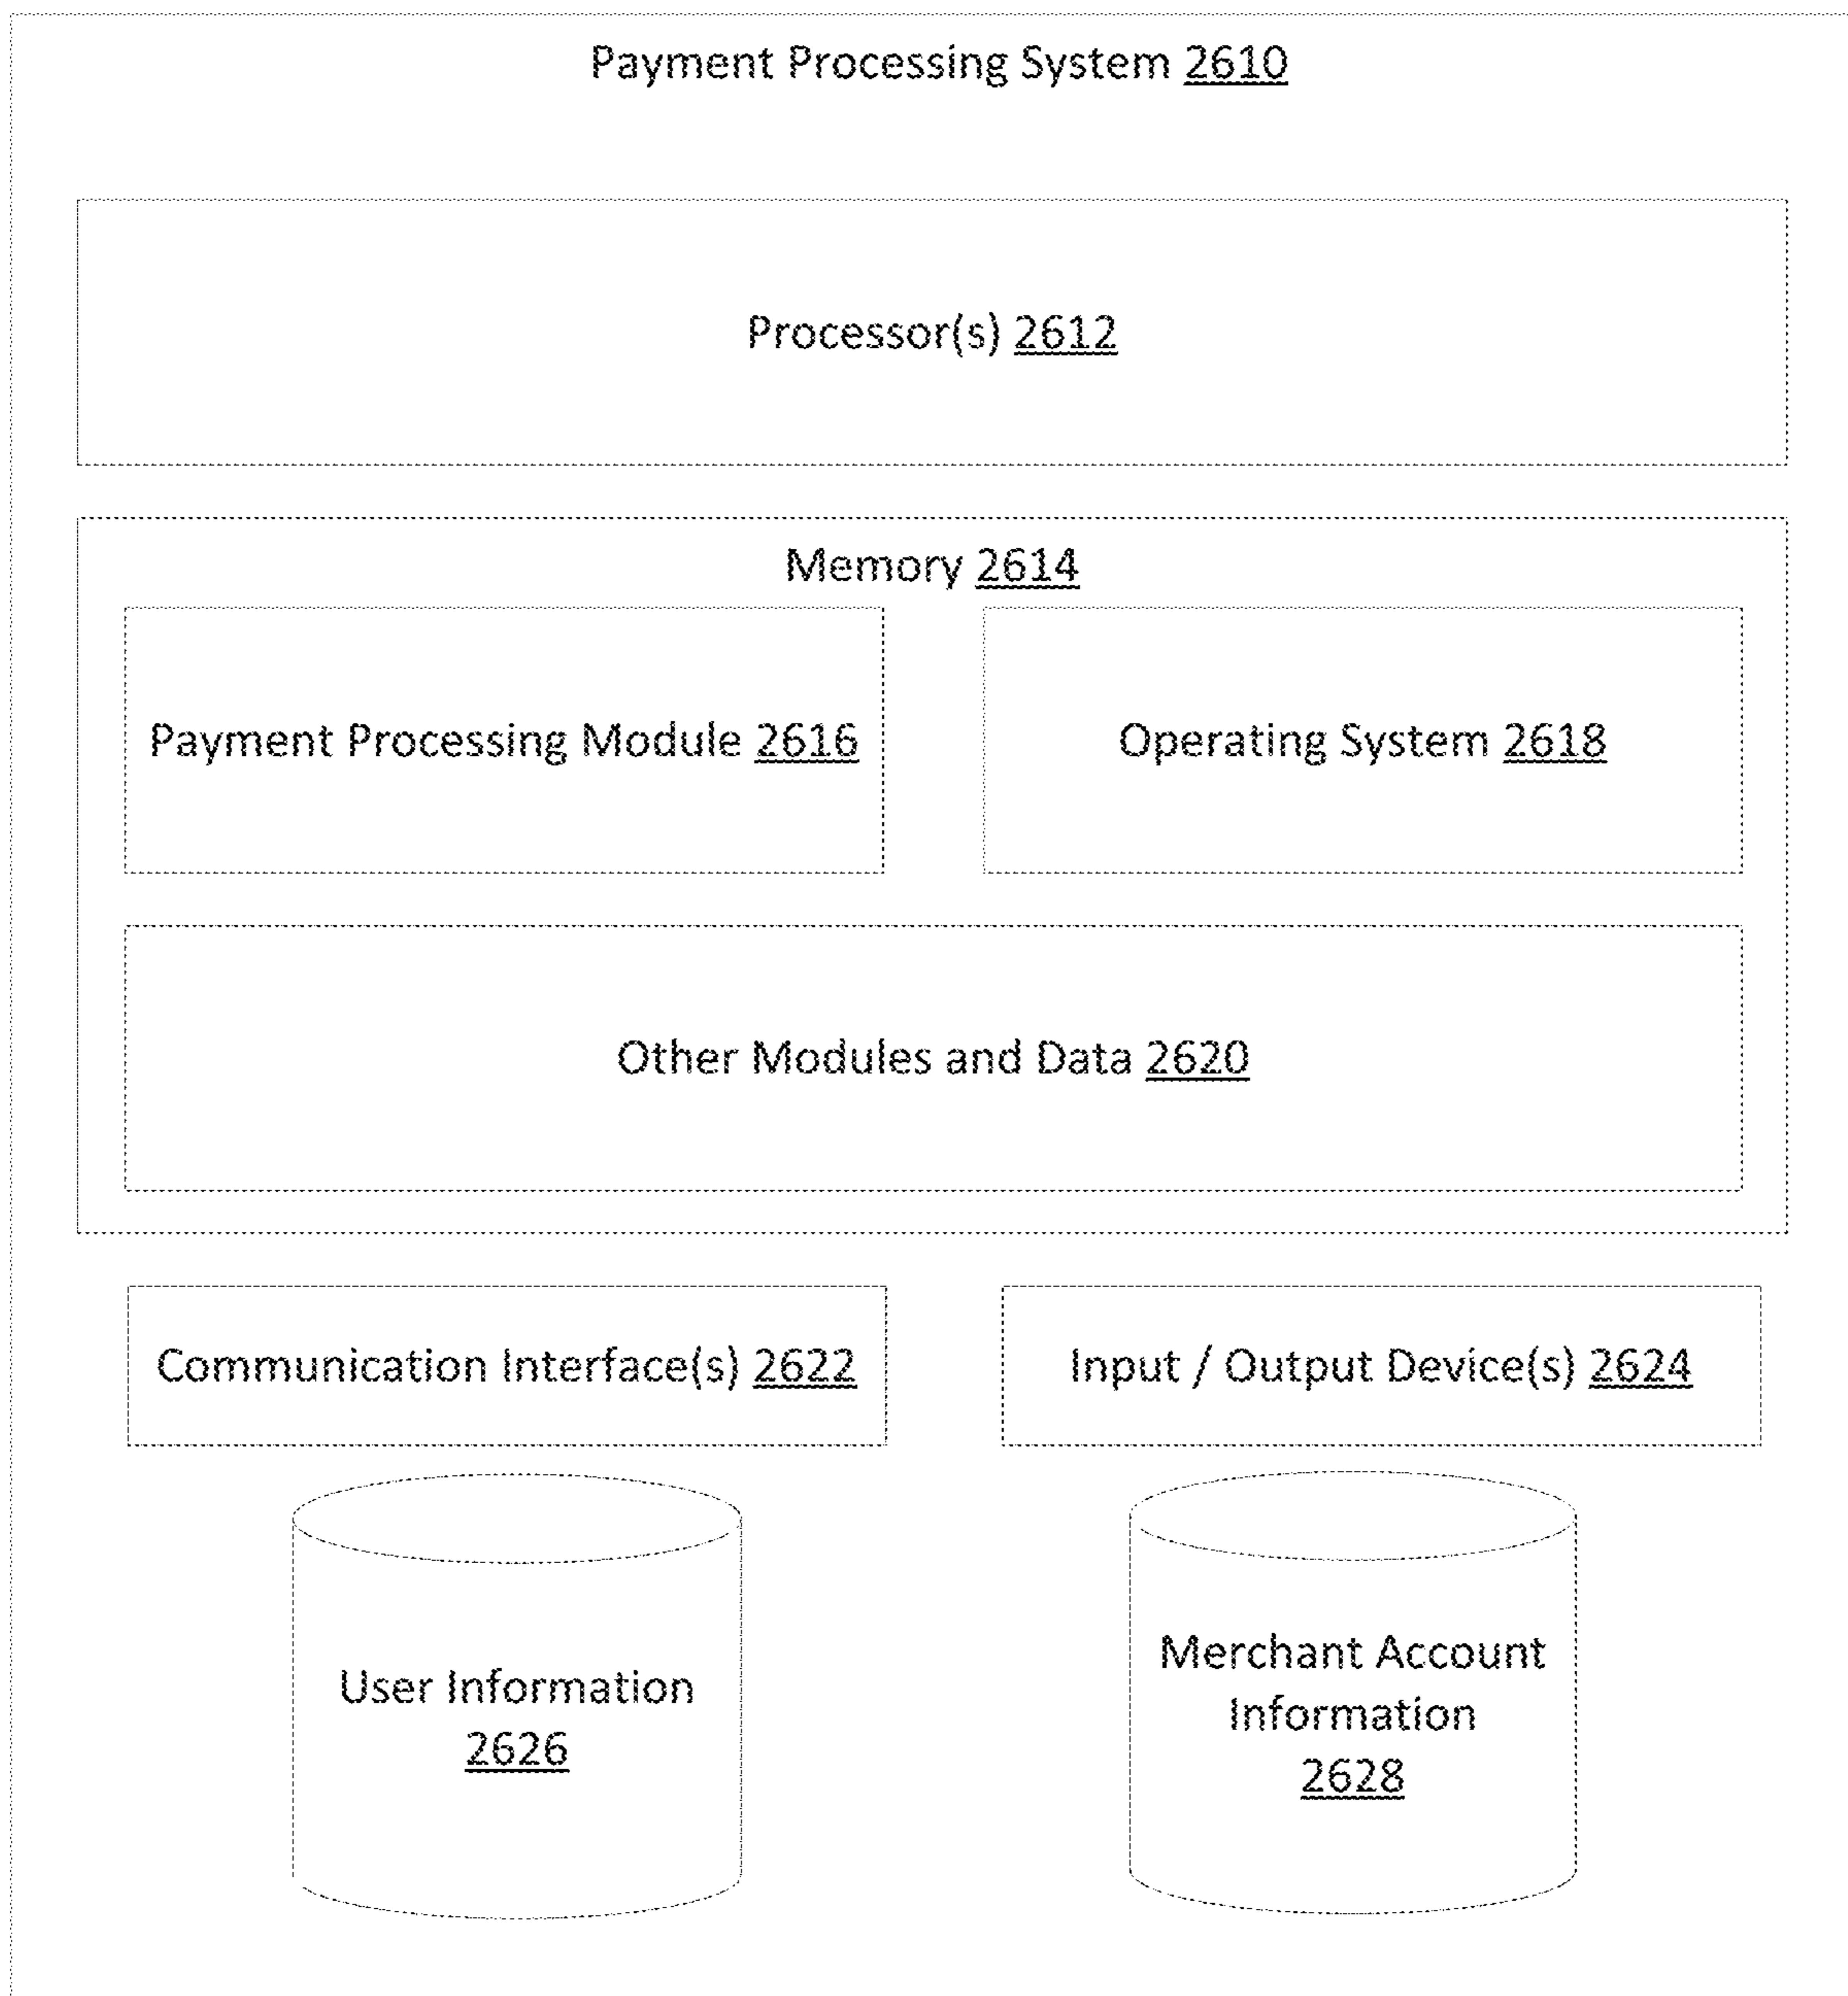 Payment Processing System 2610
Processor(s) 2612
Memory 2614
Payment Processing Module 2616
Operating System 2618
Other Modules and Data 2620
Communication Interface(s) 2622
Input / Output Device(s) 2624
User Information
2626
Merchant Account
Information
2628